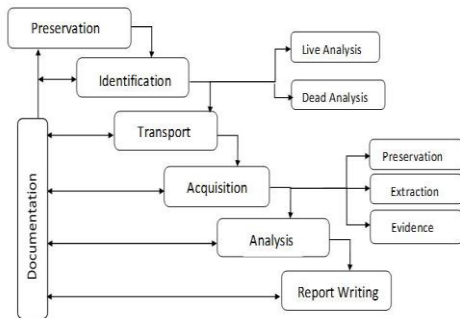 Preservation
Live Analysis
Identification
Dead Analysis
Transport
Preservation
Acquisition
Extraction
Analysis
Evidence
Report Writing
Documentation